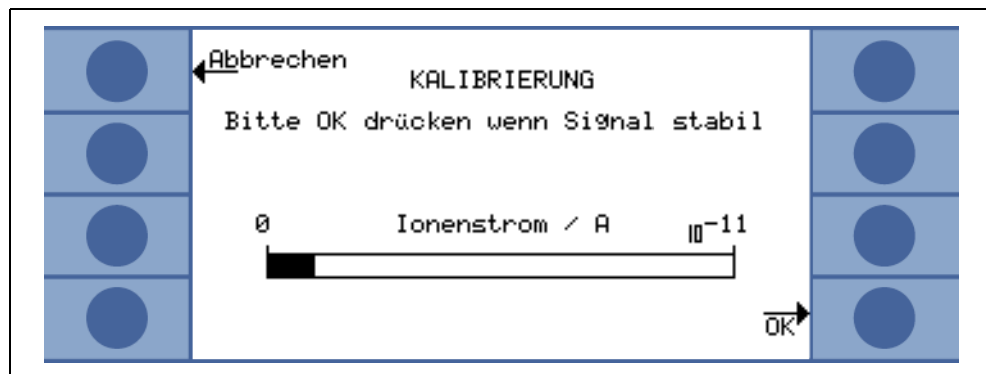 Abbrechen
KALIBRIERUNG
Bitte OK drücken wenn Signal stabil
0 Ionenstrom / A 10-11
OK